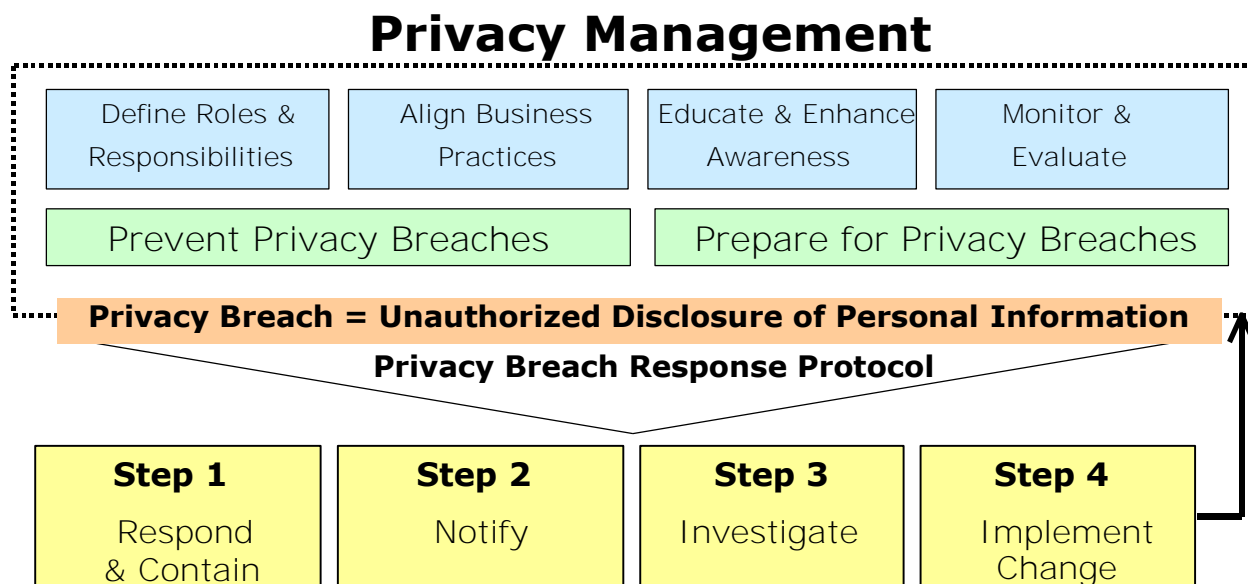 Privacy Management
Define Roles &
Responsibilities
Align Business
Practices
Educate & Enhance
Awareness
Monitor &
Evaluate
Prevent Privacy Breaches
Prepare for Privacy Breaches
Privacy Breach = Unauthorized Disclosure of Personal Information
Privacy Breach Response Protocol
Step 1
Respond
& Contain
Step 2
Notify
Step 3
Investigate
Step 4
Implement
Change